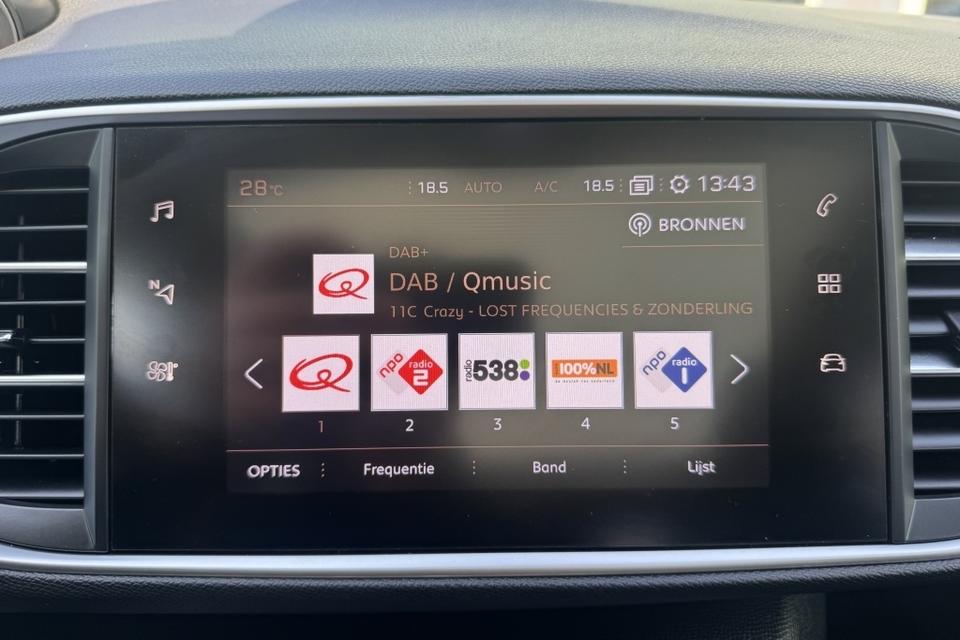 28°C 18.5 AUTO A/C 18.5 13:43
BRONNEN
DAB+
DAB / Qmusic
11C Crazy - LOST FREQUENCIES & ZONDERLING
npo radio 2
radio 538
100%NL
npo radio 1
1 2 3 4 5
OPTIES Frequentie Band Lijst
N